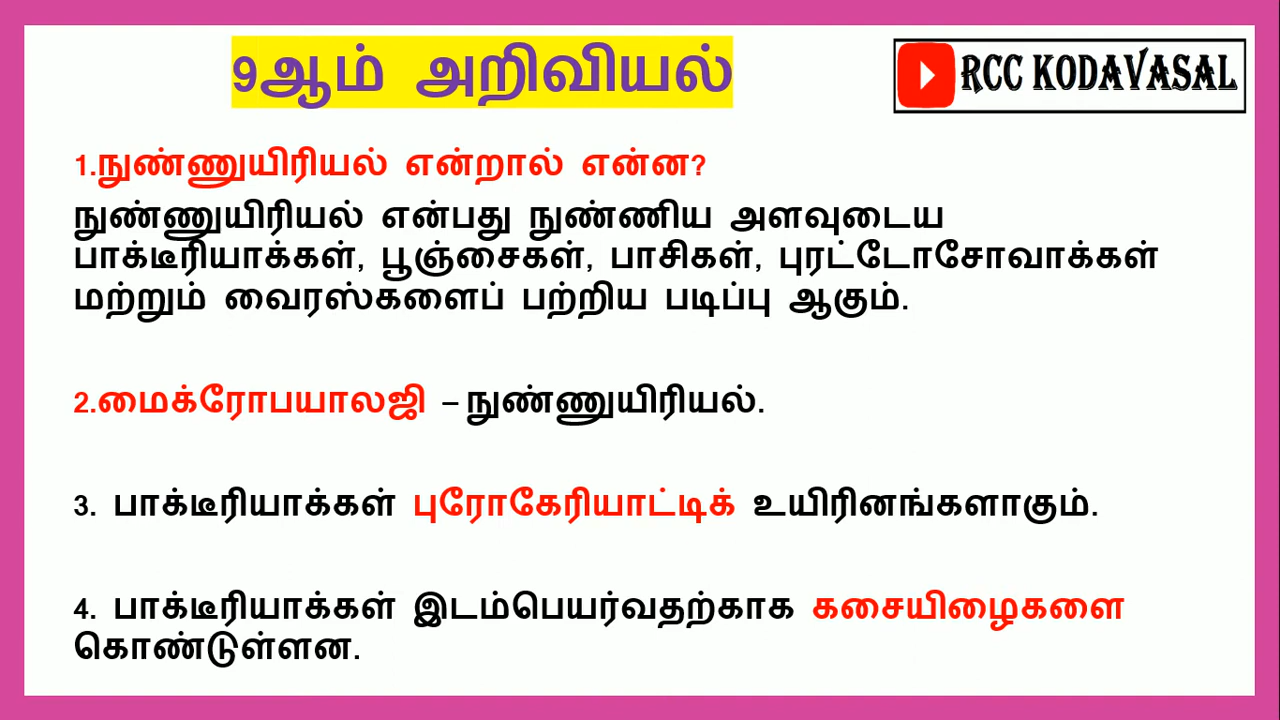 9ஆம் அறிவியல்
RCC KODAVASAL
1.நுண்ணுயிரியல் என்றால் என்ன?
நுண்ணுயிரியல் என்பது நுண்ணிய அளவுடைய
பாக்டீரியாக்கள், பூஞ்சைகள், பாசிகள், புரட்டோசோவாக்கள்
மற்றும் வைரஸ்களைப் பற்றிய படிப்பு ஆகும்.
2.மைக்ரோபயாலஜி – நுண்ணுயிரியல்.
3. பாக்டீரியாக்கள் புரோகேரியாட்டிக் உயிரினங்களாகும்.
4. பாக்டீரியாக்கள் இடம்பெயர்வதற்காக கசையிழைகளை
கொண்டுள்ளன.